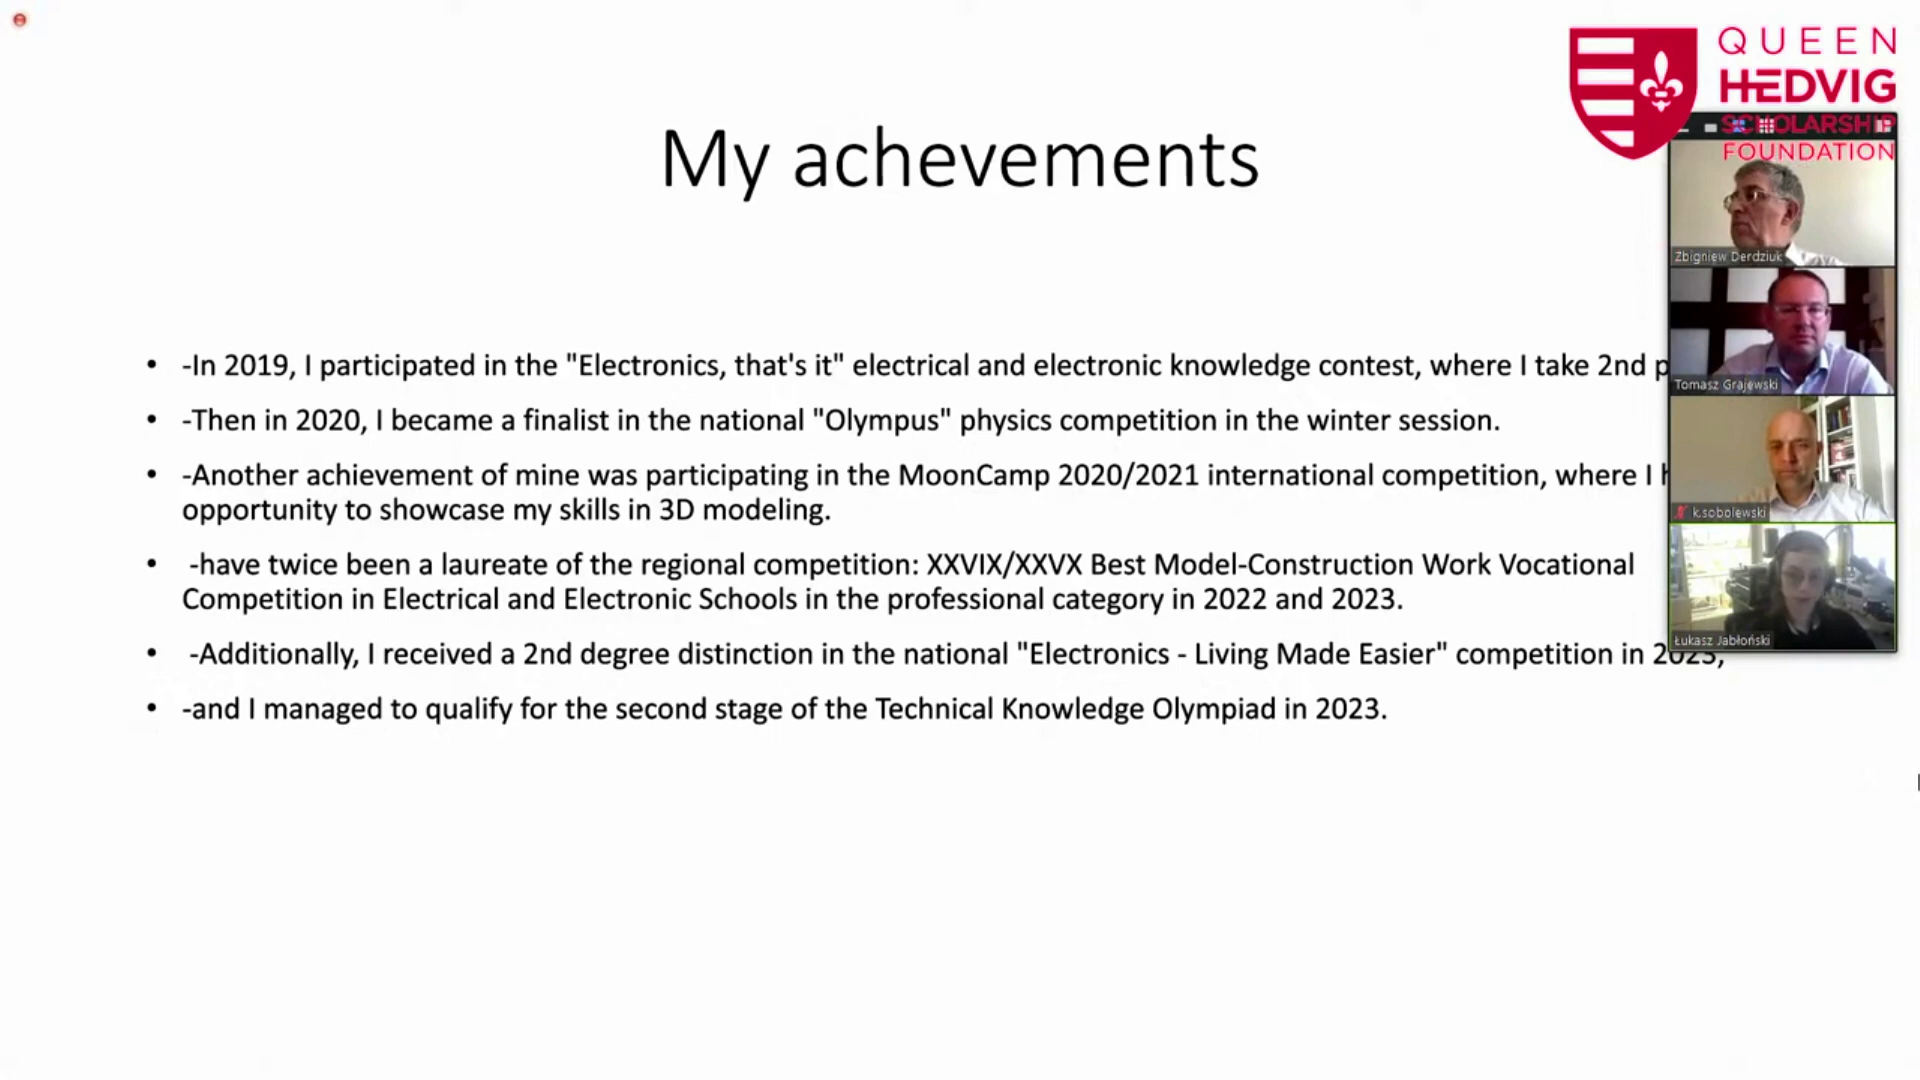 QUEEN
HEDVIG
SCHOLARSHIP
FOUNDATION
My achevements
• -In 2019, I participated in the "Electronics, that's it" electrical and electronic knowledge contest, where I take 2nd
• -Then in 2020, I became a finalist in the national "Olympus" physics competition in the winter session.
• -Another achievement of mine was participating in the MoonCamp 2020/2021 international competition, where I
opportunity to showcase my skills in 3D modeling.
• -have twice been a laureate of the regional competition: XXVIX/XXVX Best Model-Construction Work Vocational
Competition in Electrical and Electronic Schools in the professional category in 2022 and 2023.
• -Additionally, I received a 2nd degree distinction in the national "Electronics - Living Made Easier" competition in 2023,
• -and I managed to qualify for the second stage of the Technical Knowledge Olympiad in 2023.
Zbigniew Derdziuk
Tomasz Grajewski
k.sobolewski
Łukasz Jabłoński